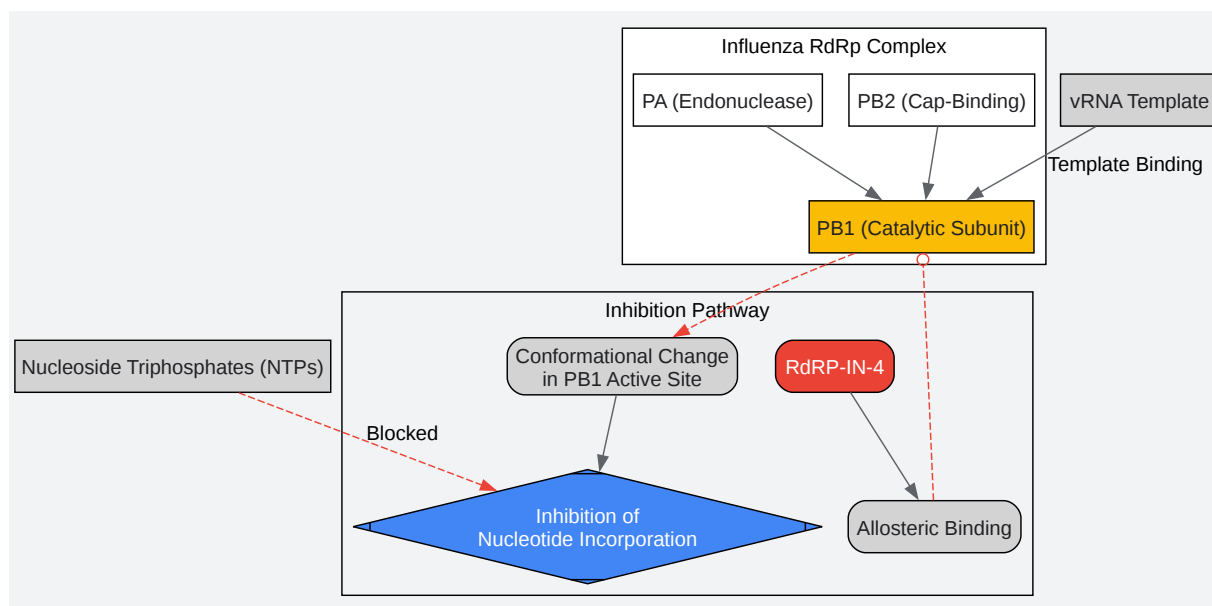 Influenza RdRp Complex
PA (Endonuclease)
PB2 (Cap-Binding)
vRNA Template
Template Binding
PB1 (Catalytic Subunit)
Inhibition Pathway
Nucleoside Triphosphates (NTPs)
Conformational Change
in PB1 Active Site
RdRP-IN-4
Blocked
Inhibition of
Nucleotide Incorporation
Allosteric Binding